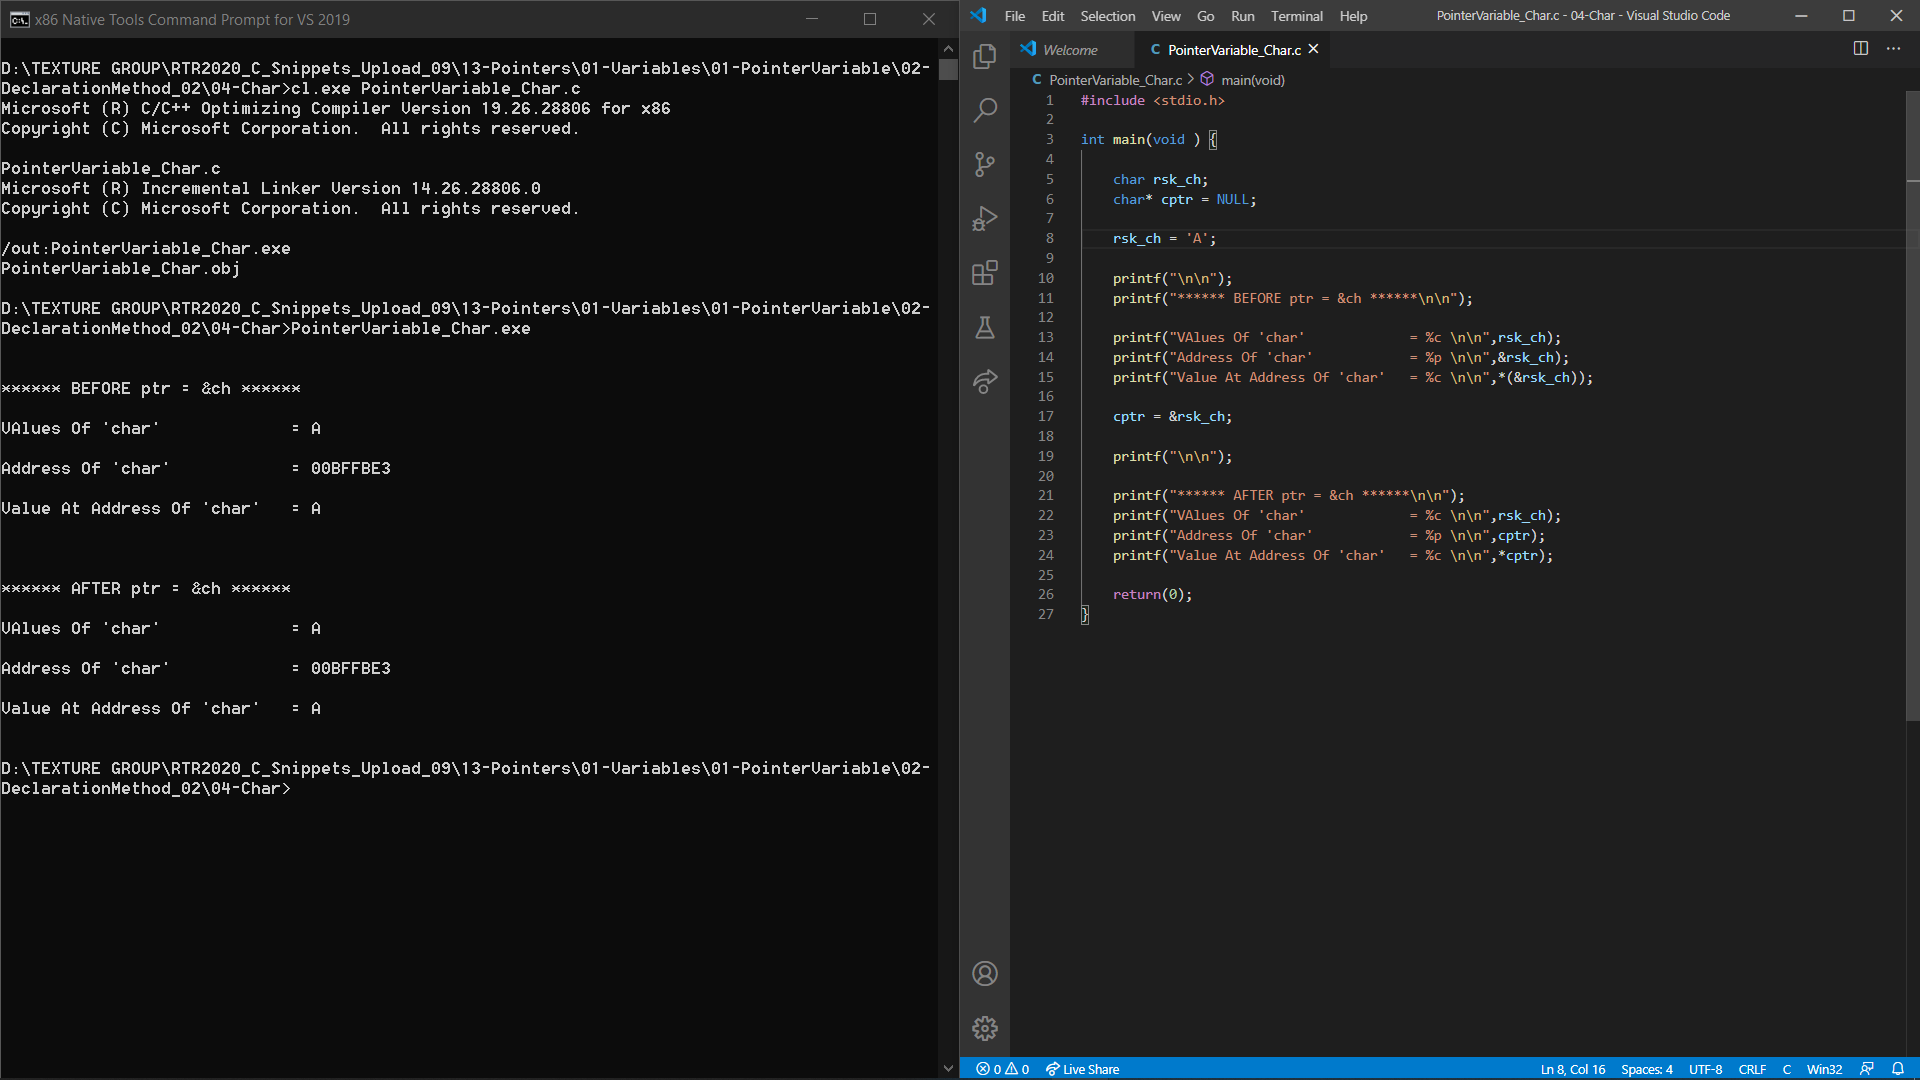 x86 Native Tools Command Prompt for VS 2019
D:\TEXTURE GROUP\RTR2020_C_Snippets_Upload_09\13-Pointers\01-Variables\01-PointerVariable\02-
DeclarationMethod_02\04-Char>cl.exe PointerVariable_Char.c
Microsoft (R) C/C++ Optimizing Compiler Version 19.26.28806 for x86
Copyright (C) Microsoft Corporation.  All rights reserved.
PointerVariable_Char.c
Microsoft (R) Incremental Linker Version 14.26.28806.0
Copyright (C) Microsoft Corporation.  All rights reserved.
/out:PointerVariable_Char.exe
PointerVariable_Char.obj
D:\TEXTURE GROUP\RTR2020_C_Snippets_Upload_09\13-Pointers\01-Variables\01-PointerVariable\02-
DeclarationMethod_02\04-Char>PointerVariable_Char.exe
****** BEFORE ptr = &ch ******
VAlues Of 'char'             = A
Address Of 'char'            = 00BFFBE3
Value At Address Of 'char'   = A
****** AFTER ptr = &ch ******
VAlues Of 'char'             = A
Address Of 'char'            = 00BFFBE3
Value At Address Of 'char'   = A
D:\TEXTURE GROUP\RTR2020_C_Snippets_Upload_09\13-Pointers\01-Variables\01-PointerVariable\02-
DeclarationMethod_02\04-Char>
File Edit Selection View Go Run Terminal Help PointerVariable_Char.c - 04-Char - Visual Studio Code
Welcome C PointerVariable_Char.c
C PointerVariable_Char.c > main(void)
1 #include <stdio.h>
2
3 int main(void ) {
4
5     char rsk_ch;
6     char* cptr = NULL;
7
8     rsk_ch = 'A';
9
10     printf("\n\n");
11     printf("****** BEFORE ptr = &ch ******\n\n");
12
13     printf("VAlues Of 'char'             = %c \n\n",rsk_ch);
14     printf("Address Of 'char'            = %p \n\n",&rsk_ch);
15     printf("Value At Address Of 'char'   = %c \n\n",*(&rsk_ch));
16
17     cptr = &rsk_ch;
18
19     printf("\n\n");
20
21     printf("****** AFTER ptr = &ch ******\n\n");
22     printf("VAlues Of 'char'             = %c \n\n",rsk_ch);
23     printf("Address Of 'char'            = %p \n\n",cptr);
24     printf("Value At Address Of 'char'   = %c \n\n",*cptr);
25
26     return(0);
27 }
0 0 Live Share Ln 8, Col 16 Spaces: 4 UTF-8 CRLF C Win32